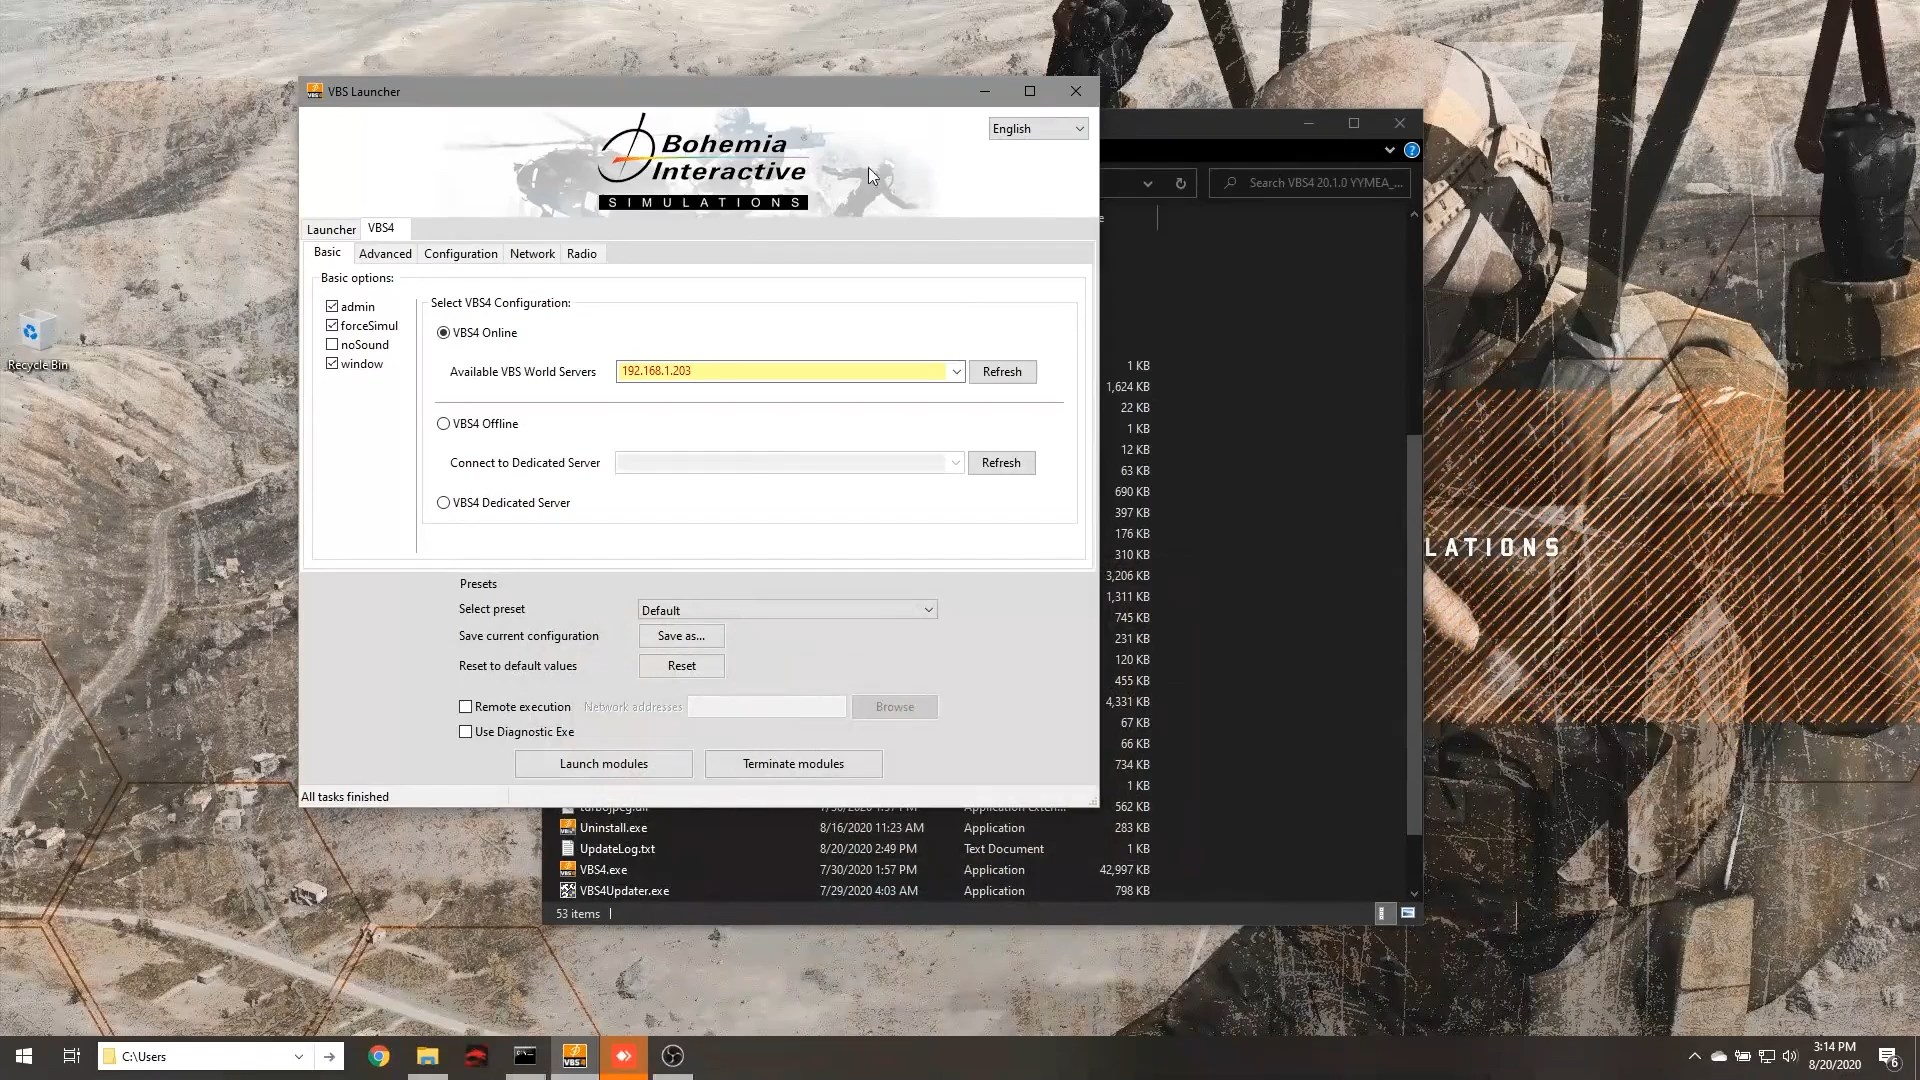 VBS Launcher
Bohemia
Interactive
SIMULATIONS
English
Launcher
VBS4
Basic
Advanced
Configuration
Network
Radio
Basic options:
admin
forceSimul
noSound
window
Select VBS4 Configuration:
VBS4 Online
Available VBS World Servers
192.168.1.203
Refresh
VBS4 Offline
Connect to Dedicated Server
Refresh
VBS4 Dedicated Server
Presets
Select preset
Default
Save current configuration
Save as...
Reset to default values
Reset
Remote execution
Network addresses
Browse
Use Diagnostic Exe
Launch modules
Terminate modules
All tasks finished
Search VBS4 20.1.0 YYMEA_...
1 KB
1,624 KB
22 KB
1 KB
12 KB
63 KB
690 KB
397 KB
176 KB
310 KB
3,206 KB
1,311 KB
745 KB
231 KB
120 KB
455 KB
4,331 KB
67 KB
66 KB
734 KB
1 KB
562 KB
Uninstall.exe 8/16/2020 11:23 AM Application 283 KB
UpdateLog.txt 8/20/2020 2:49 PM Text Document 1 KB
VBS4.exe 7/30/2020 1:57 PM Application 42,997 KB
VBS4Updater.exe 7/29/2020 4:03 AM Application 798 KB
53 items
Recycle Bin
LATIONS
C:\Users
3:14 PM
8/20/2020
6